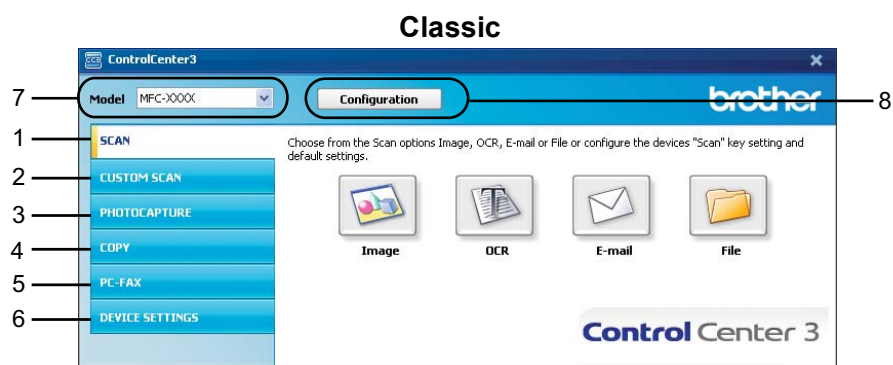 Classic
CC3 ControlCenter3
7 Model MFC-XXXX Configuration brother 8
1 SCAN
Choose from the Scan options Image, OCR, E-mail or File or configure the devices "Scan" key setting and
default settings.
2 CUSTOM SCAN
3 PHOTOCAPTURE
4 COPY
Image OCR E-mail File
5 PC-FAX
6 DEVICE SETTINGS
Control Center 3